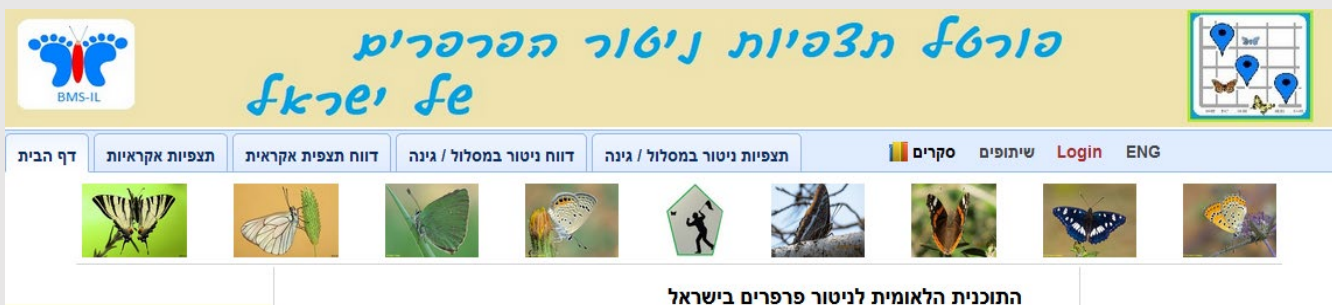 BMS-IL
פורטל תצפיות ניטור הפרפרים
של ישראל
דף הבית
תצפיות אקראיות
דווח תצפית אקראית
דווח ניטור במסלול / גינה
תצפיות ניטור במסלול / גינה
סקרים
שיתופים
Login
ENG
התוכנית הלאומית לניטור פרפרים בישראל